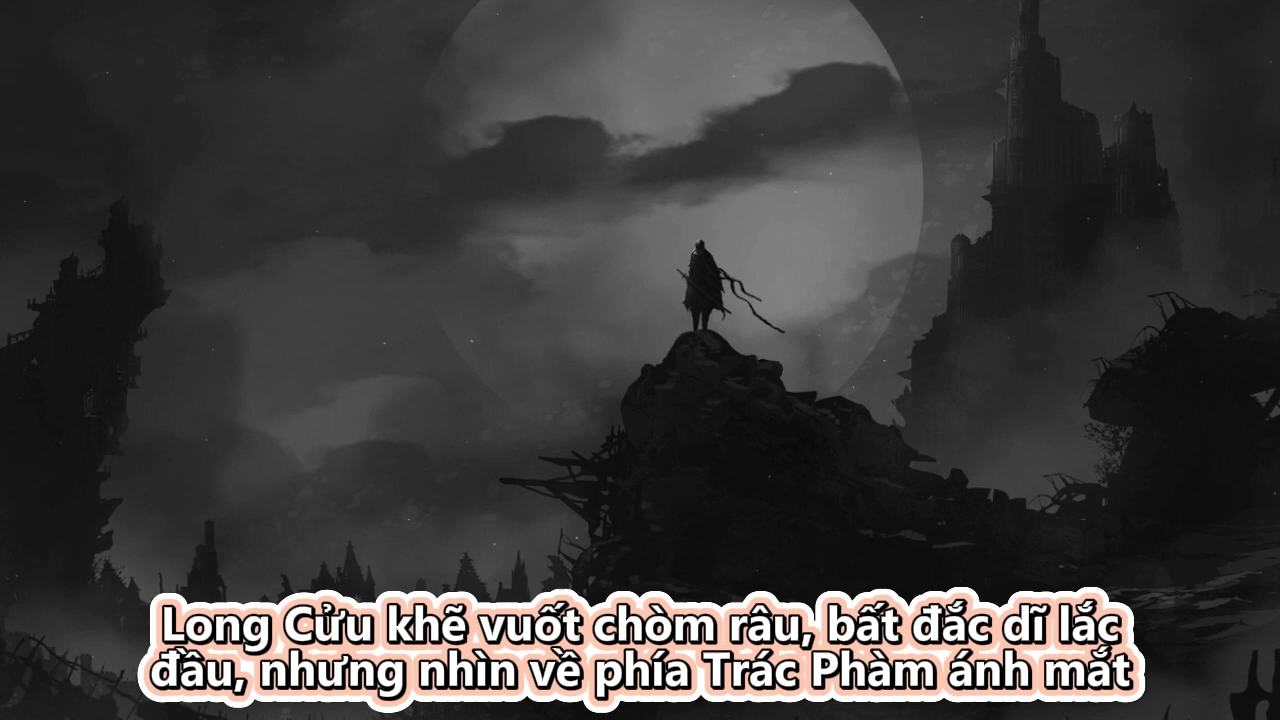 Long Cửu khẽ vuốt chòm râu, bất đắc dĩ lắc
đầu, nhưng nhìn về phía Trác Phàm ánh mắt